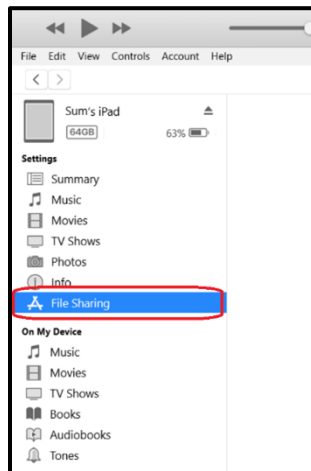 File Edit View Controls Account Help
Sum's iPad
64GB 63%
Settings
Summary
Music
Movies
TV Shows
Photos
Info
File Sharing
On My Device
Music
Movies
TV Shows
Books
Audiobooks
Tones